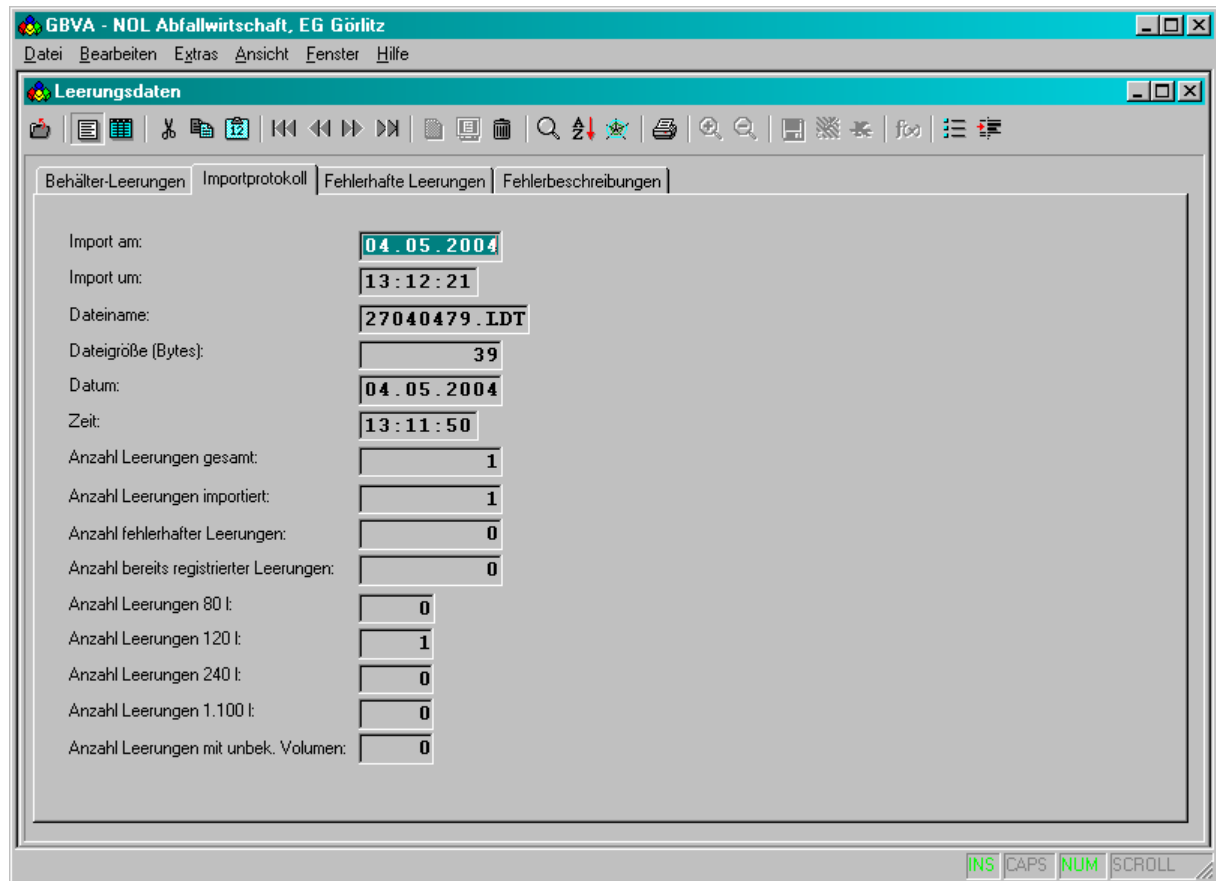 GBVA - NOL Abfallwirtschaft, EG Görlitz
Datei Bearbeiten Extras Ansicht Fenster Hilfe
Leerungsdaten
12 A Z f(x)
Behälter-Leerungen Importprotokoll Fehlerhafte Leerungen Fehlerbeschreibungen
Import am: 04.05.2004
Import um: 13:12:21
Dateiname: 27040479.LDT
Dateigröße (Bytes): 39
Datum: 04.05.2004
Zeit: 13:11:50
Anzahl Leerungen gesamt: 1
Anzahl Leerungen importiert: 1
Anzahl fehlerhafter Leerungen: 0
Anzahl bereits registrierter Leerungen: 0
Anzahl Leerungen 80 l: 0
Anzahl Leerungen 120 l: 1
Anzahl Leerungen 240 l: 0
Anzahl Leerungen 1.100 l: 0
Anzahl Leerungen mit unbek. Volumen: 0
INS CAPS NUM SCROLL